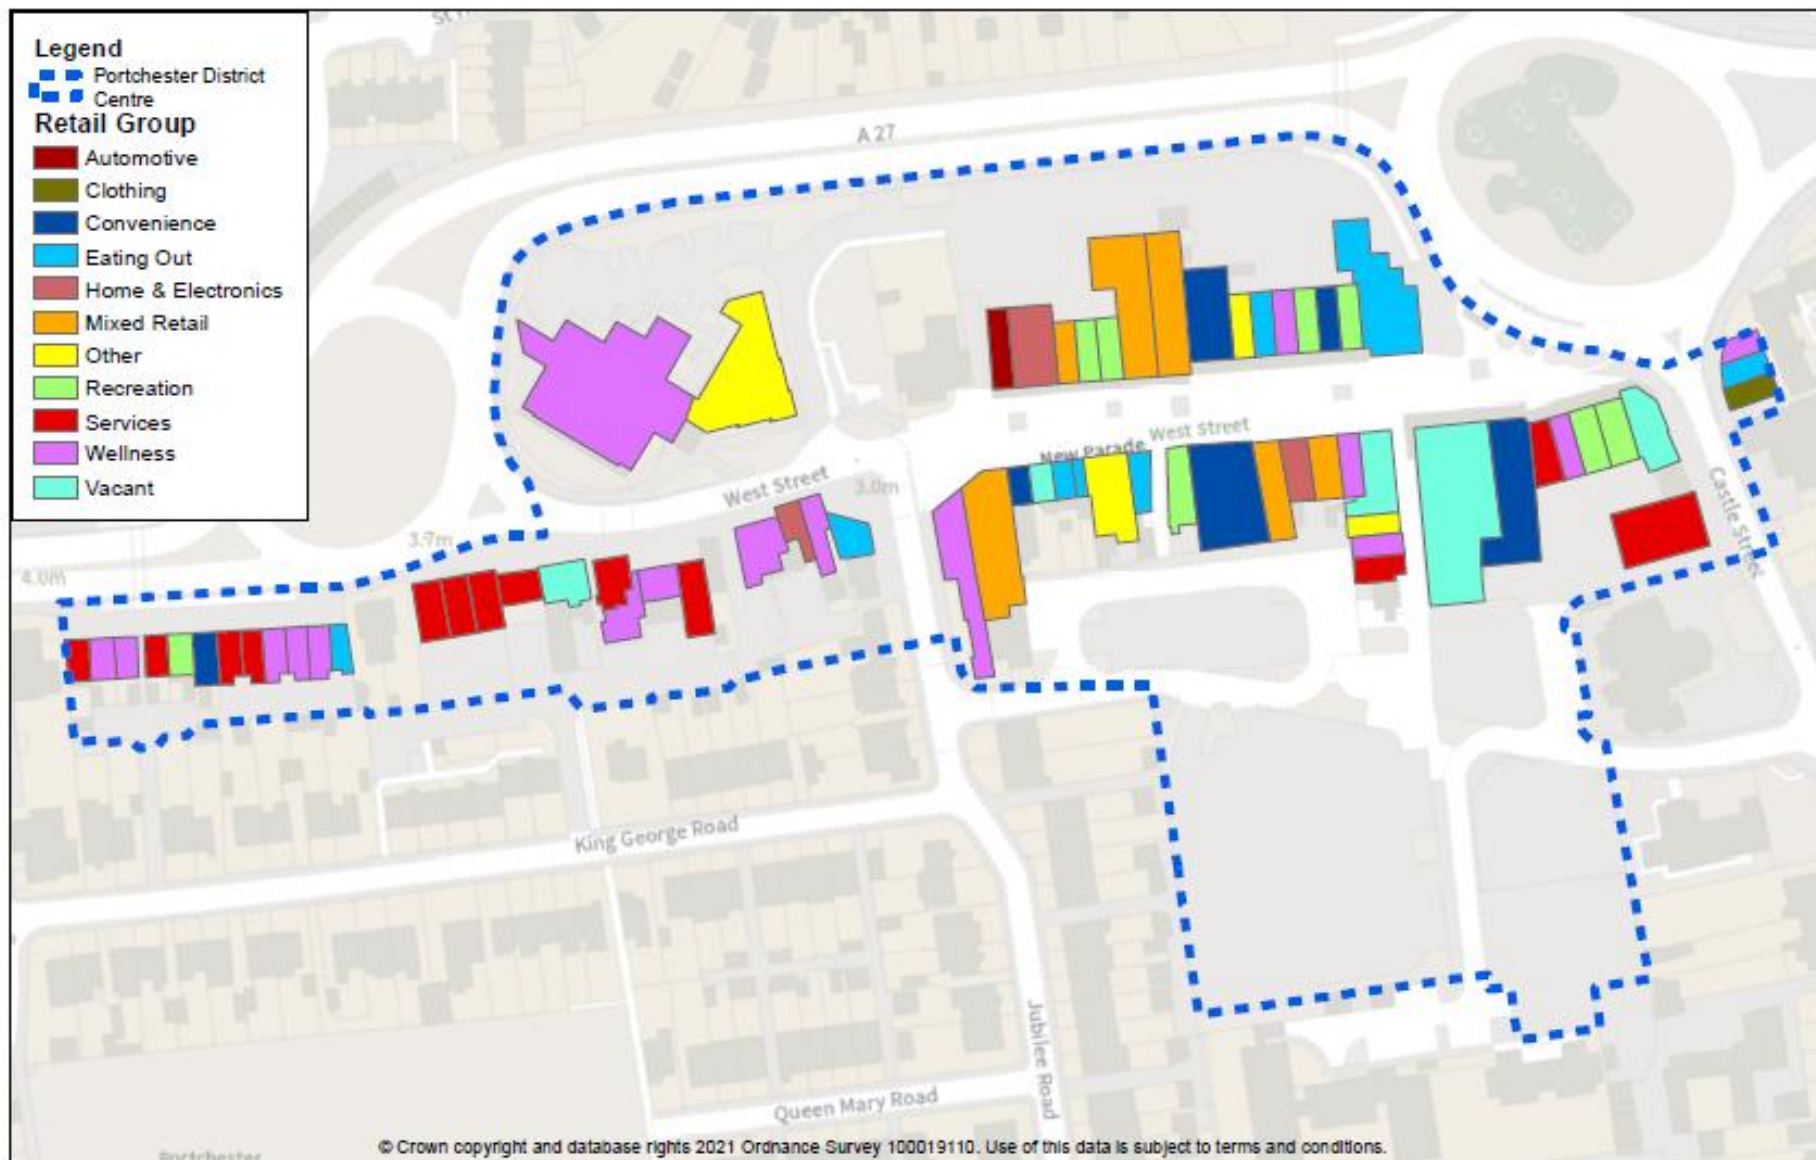 Legend
Portchester District
Centre
Retail Group
Automotive
Clothing
Convenience
Eating Out
Home & Electronics
Mixed Retail
Other
Recreation
Services
Wellness
Vacant
A 27
New Parade
West Street
West Street
3.0m
3.7m
4.0m
Castle Street
King George Road
Jubilee Road
Queen Mary Road
Portchester
© Crown copyright and database rights 2021 Ordnance Survey 100019110. Use of this data is subject to terms and conditions.